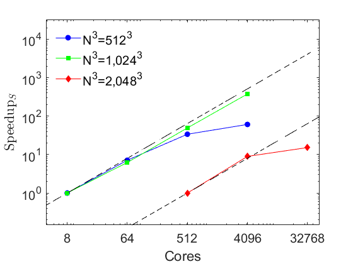 10⁴
10³
10²
10¹
10⁰
Speedup_S
N³=512³
N³=1,024³
N³=2,048³
8 64 512 4096 32768
Cores